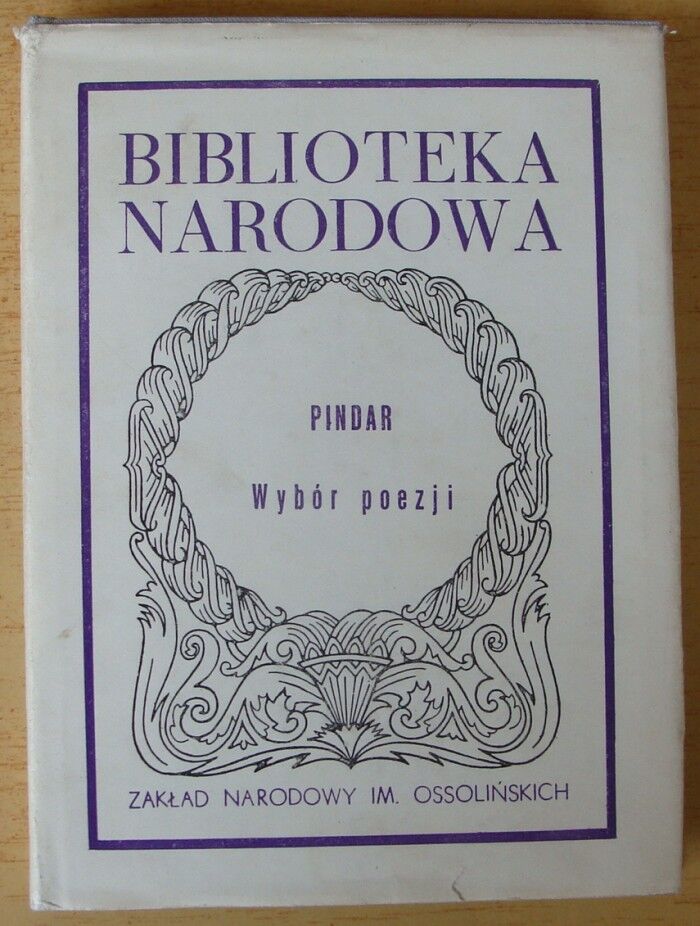 BIBLIOTEKA
NARODOWA
PINDAR
Wybór poezji
ZAKŁAD NARODOWY IM. OSSOLIŃSKICH